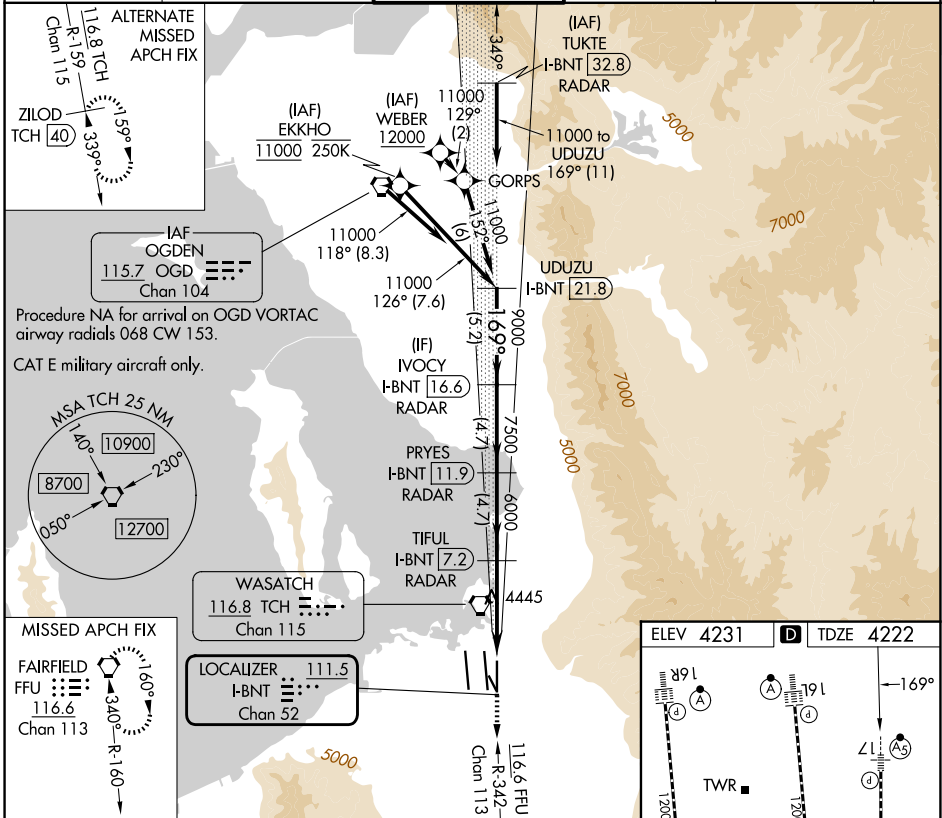 ALTERNATE
MISSED
APCH FIX
116.8 TCH
Chan 115
R-159
ZILOD
TCH 40
159°
339°
349°
(IAF)
TUKTE
I-BNT 32.8
RADAR
(IAF)
WEBER
12000
11000
129°
(2)
(IAF)
EKKHO
11000 250K
11000 to
UDUZU
169° (11)
GORPS
5000
7000
11000
152°
(6)
11000
118° (8.3)
11000
126° (7.6)
IAF
OGDEN
115.7 OGD
Chan 104
UDUZU
I-BNT 21.8
Procedure NA for arrival on OGD VORTAC
airway radials 068 CW 153.
CAT E military aircraft only.
169°
(5.2)
9000
(IF)
IVOCY
I-BNT 16.6
RADAR
7000
5000
(4.7)
7500
MSA TCH 25 NM
140°
10900
230°
8700
050°
12700
PRYES
I-BNT 11.9
RADAR
(4.7)
6000
TIFUL
I-BNT 7.2
RADAR
4445
WASATCH
116.8 TCH
Chan 115
MISSED APCH FIX
FAIRFIELD
FFU
116.6
Chan 113
160°
340°
R-160
LOCALIZER 111.5
I-BNT
Chan 52
5000
116.6 FFU
R-342
Chan 113
ELEV 4231 D TDZE 4222
169°
16R
A
P
A
16L
P
17
A5
P
TWR
1200
120